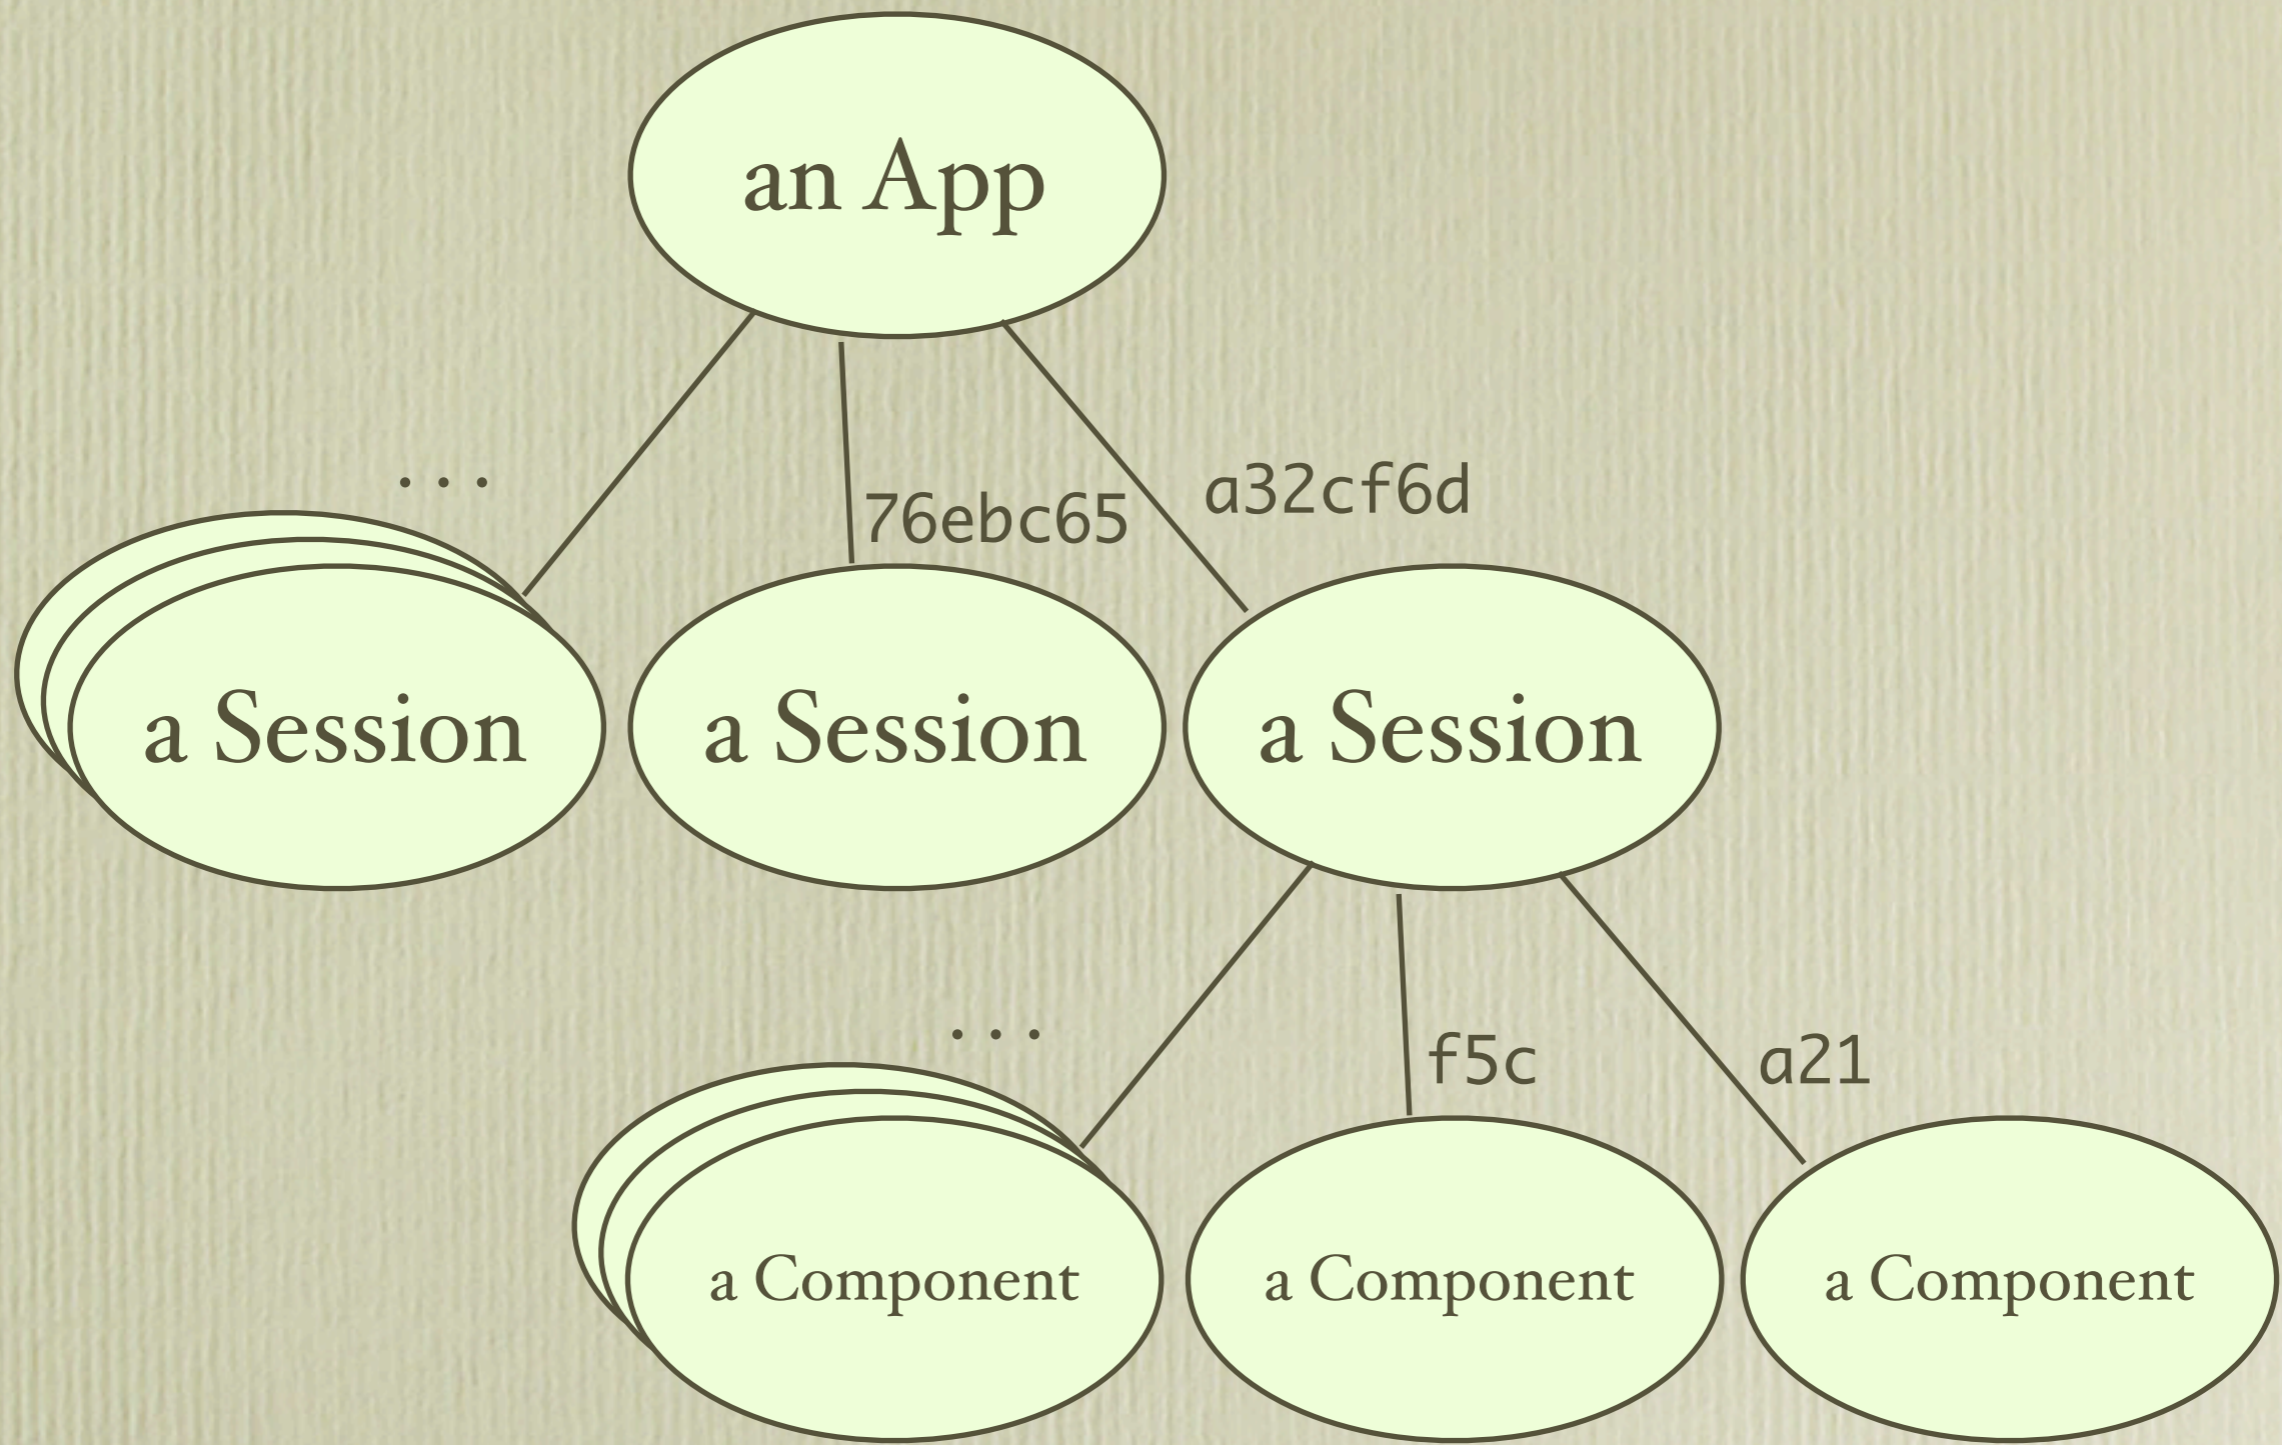 an App
. . .
76ebc65
a32cf6d
a Session
a Session
a Session
. . .
f5c
a21
a Component
a Component
a Component